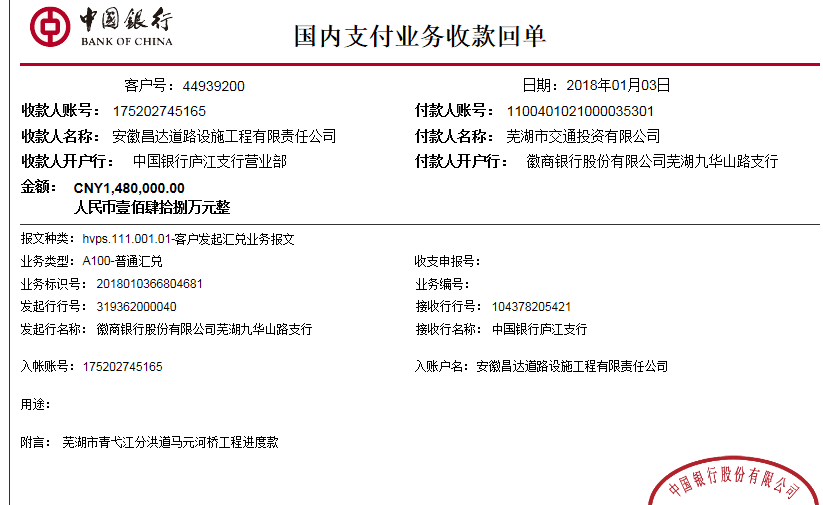 中国银行
BANK OF CHINA
国内支付业务收款回单
客户号：44939200 日期：2018年01月03日
收款人账号：175202745165 付款人账号：1100401021000035301
收款人名称：安徽昌达道路设施工程有限责任公司 付款人名称：芜湖市交通投资有限公司
收款人开户行：中国银行庐江支行营业部 付款人开户行：徽商银行股份有限公司芜湖九华山路支行
金额：CNY1,480,000.00
人民币壹佰肆拾捌万元整
报文种类：hvps.111.001.01-客户发起汇兑业务报文
业务类型：A100-普通汇兑 收支申报号：
业务标识号：2018010366804681 业务编号：
发起行行号：319362000040 接收行行号：104378205421
发起行名称：徽商银行股份有限公司芜湖九华山路支行 接收行名称：中国银行庐江支行
入帐账号：175202745165 入账户名：安徽昌达道路设施工程有限责任公司
用途：
附言：芜湖市青弋江分洪道马元河桥工程进度款
中国银行股份有限公司